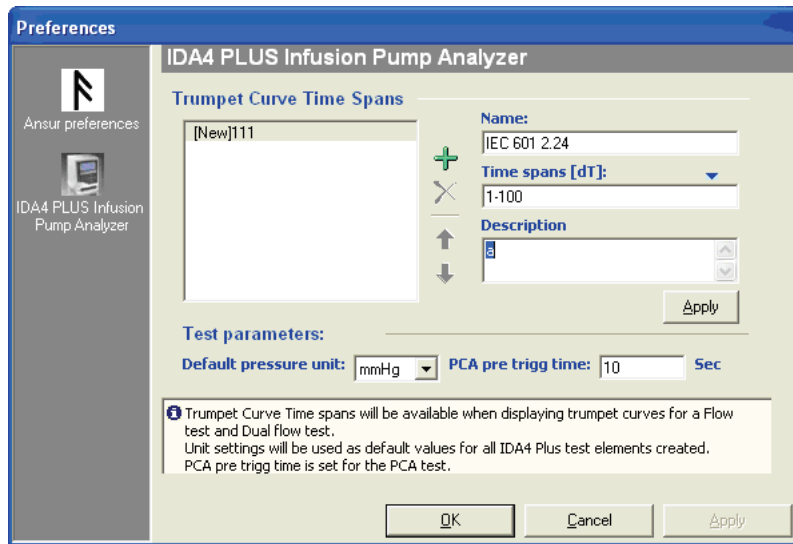 Preferences
IDA4 PLUS Infusion Pump Analyzer
Ansur preferences
IDA4 PLUS Infusion
Pump Analyzer
Trumpet Curve Time Spans
[New]111
Name:
IEC 601 2.24
Time spans [dT]:
1-100
Description
a
Apply
Test parameters:
Default pressure unit: mmHg PCA pre trigg time: 10 Sec
Trumpet Curve Time spans will be available when displaying trumpet curves for a Flow
test and Dual flow test.
Unit settings will be used as default values for all IDA4 Plus test elements created.
PCA pre trigg time is set for the PCA test.
OK Cancel Apply